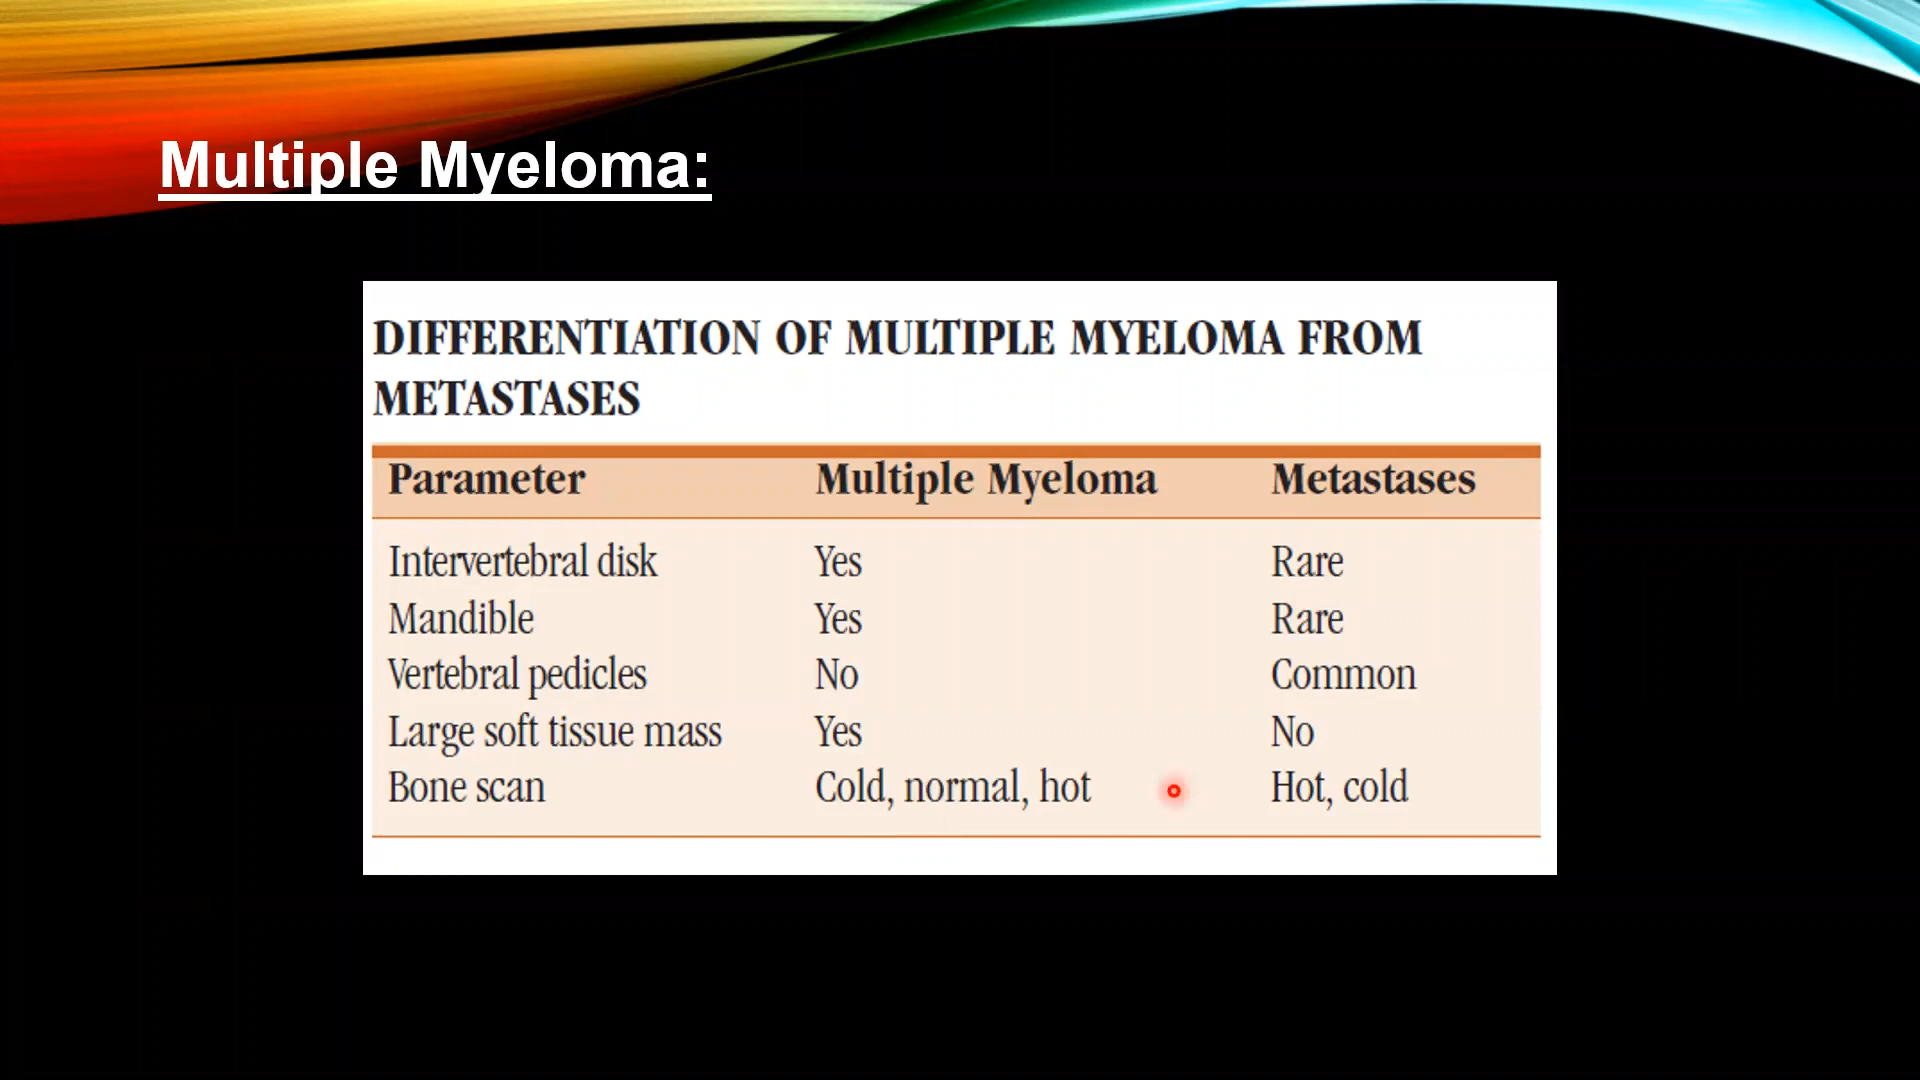 Multiple Myeloma:
DIFFERENTIATION OF MULTIPLE MYELOMA FROM
METASTASES
Parameter Multiple Myeloma Metastases
Intervertebral disk Yes Rare
Mandible Yes Rare
Vertebral pedicles No Common
Large soft tissue mass Yes No
Bone scan Cold, normal, hot Hot, cold